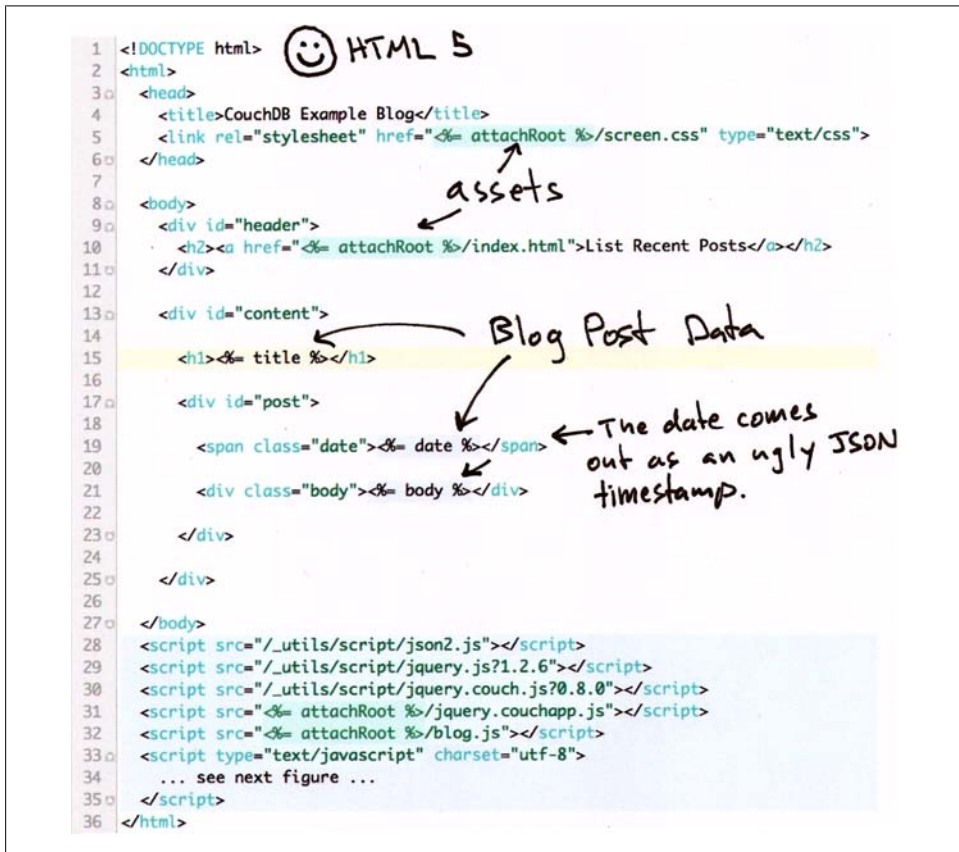 1 <!DOCTYPE html> HTML 5
2 <html>
3 <head>
4 <title>CouchDB Example Blog</title>
5 <link rel="stylesheet" href="<%= attachRoot %>/screen.css" type="text/css">
6 </head>
7
assets
8 <body>
9 <div id="header">
10 <h2><a href="<%= attachRoot %>/index.html">List Recent Posts</a></h2>
11 </div>
12
13 <div id="content">
14
Blog Post Data
15 <h1><%= title %></h1>
16
17 <div id="post">
18
19 <span class="date"><%= date %></span>
The date comes
out as an ugly JSON
timestamp.
20
21 <div class="body"><%= body %></div>
22
23 </div>
24
25 </div>
26
27 </body>
28 <script src="/_utils/script/json2.js"></script>
29 <script src="/_utils/script/jquery.js?1.2.6"></script>
30 <script src="/_utils/script/jquery.couch.js?0.8.0"></script>
31 <script src="<%= attachRoot %>/jquery.couchapp.js"></script>
32 <script src="<%= attachRoot %>/blog.js"></script>
33 <script type="text/javascript" charset="utf-8">
34 ... see next figure ...
35 </script>
36 </html>